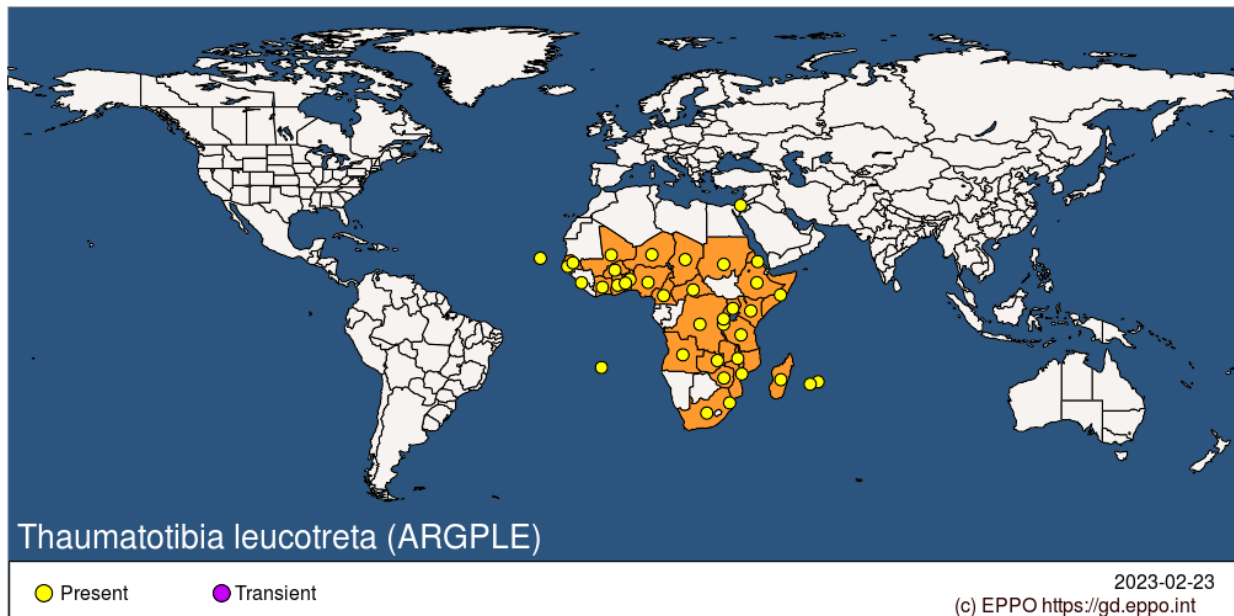 Thaumatotibia leucotreta (ARGPLE)
Present
Transient
2023-02-23
(c) EPPO https://gd.eppo.int